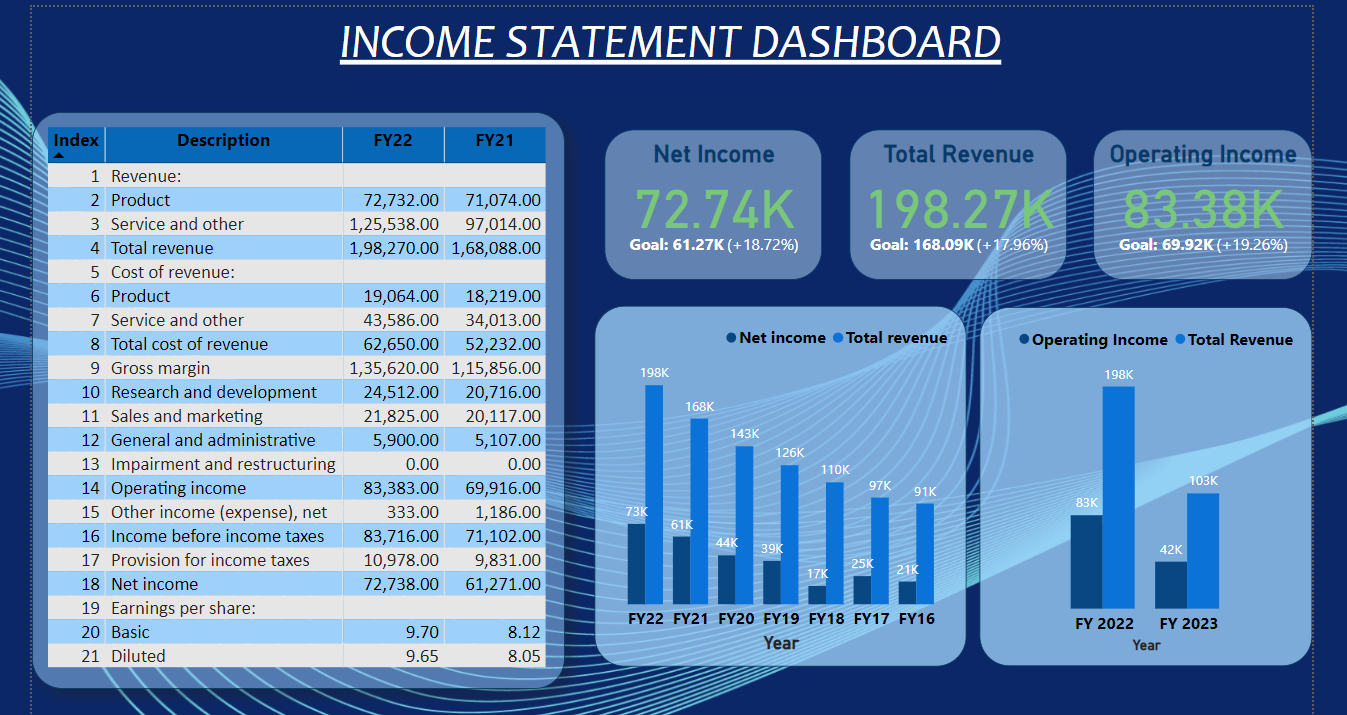 INCOME STATEMENT DASHBOARD
Index Description FY22 FY21
1 Revenue:
2 Product 72,732.00 71,074.00
3 Service and other 1,25,538.00 97,014.00
4 Total revenue 1,98,270.00 1,68,088.00
5 Cost of revenue:
6 Product 19,064.00 18,219.00
7 Service and other 43,586.00 34,013.00
8 Total cost of revenue 62,650.00 52,232.00
9 Gross margin 1,35,620.00 1,15,856.00
10 Research and development 24,512.00 20,716.00
11 Sales and marketing 21,825.00 20,117.00
12 General and administrative 5,900.00 5,107.00
13 Impairment and restructuring 0.00 0.00
14 Operating income 83,383.00 69,916.00
15 Other income (expense), net 333.00 1,186.00
16 Income before income taxes 83,716.00 71,102.00
17 Provision for income taxes 10,978.00 9,831.00
18 Net income 72,738.00 61,271.00
19 Earnings per share:
20 Basic 9.70 8.12
21 Diluted 9.65 8.05
Net Income
72.74K
Goal: 61.27K (+18.72%)
Total Revenue
198.27K
Goal: 168.09K (+17.96%)
Operating Income
83.38K
Goal: 69.92K (+19.26%)
Net income Total revenue
198K
168K
143K
126K
110K
97K
91K
73K
61K
44K
39K
17K
25K
21K
FY22 FY21 FY20 FY19 FY18 FY17 FY16
Year
Operating Income Total Revenue
198K
103K
83K
42K
FY 2022 FY 2023
Year